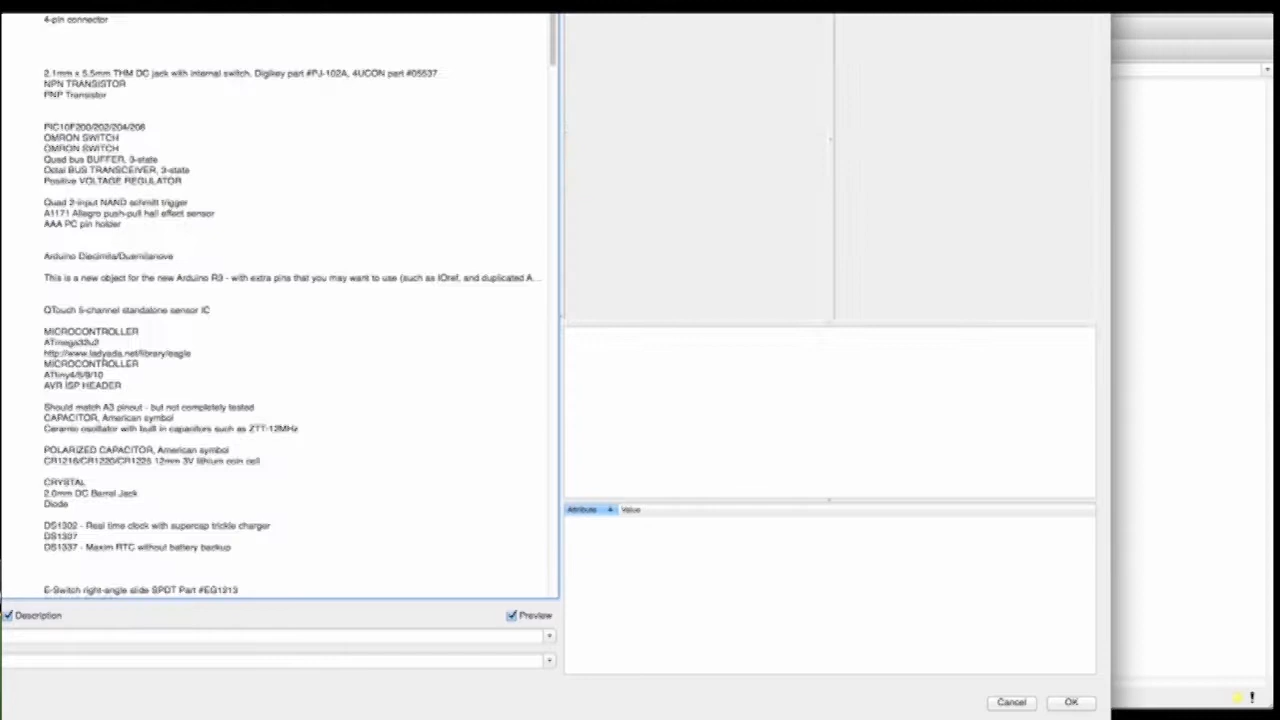 4-pin connector
2.1mm x 5.5mm THM DC jack with internal switch. Digikey part #PJ-102A, 4UCON part #05537
NPN TRANSISTOR
PNP Transistor
PIC10F200/202/204/206
OMRON SWITCH
OMRON SWITCH
Quad bus BUFFER, 3-state
Octal BUS TRANSCEIVER, 3-state
Positive VOLTAGE REGULATOR
Quad 2-input NAND schmitt trigger
A1171 Allegro push-pull hall effect sensor
AAA PC pin holder
Arduino Diecimila/Duemilanove
This is a new object for the new Arduino R3 - with extra pins that you may want to use (such as IOref, and duplicated A...
QTouch 5-channel standalone sensor IC
MICROCONTROLLER
ATmega32u2
http://www.ladyada.net/library/eagle
MICROCONTROLLER
ATtiny4/5/9/10
AVR ISP HEADER
Should match A3 pinout - but not completely tested
CAPACITOR, American symbol
Ceramic oscillator with built in capacitors such as ZTT-12MHz
POLARIZED CAPACITOR, American symbol
CR1216/CR1220/CR1225 12mm 3V lithium coin cell
CRYSTAL
2.0mm DC Barrel Jack
Diode
DS1302 - Real time clock with supercap trickle charger
DS1307
DS1337 - Maxim RTC without battery backup
E-Switch right-angle slide SPDT Part #EG1213
Description
Preview
Attribute Value
Cancel OK